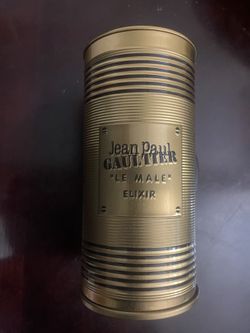 Jean Paul
GAULTIER
"LE MALE"
ELIXIR